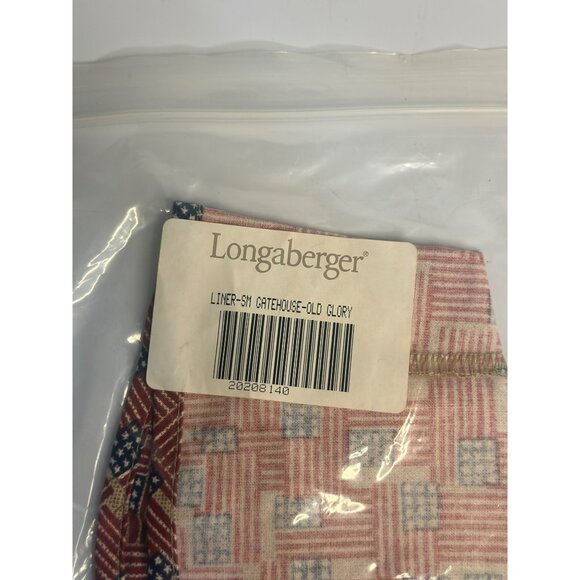 Longaberger®
LINER-SM GATEHOUSE-OLD GLORY
20208140